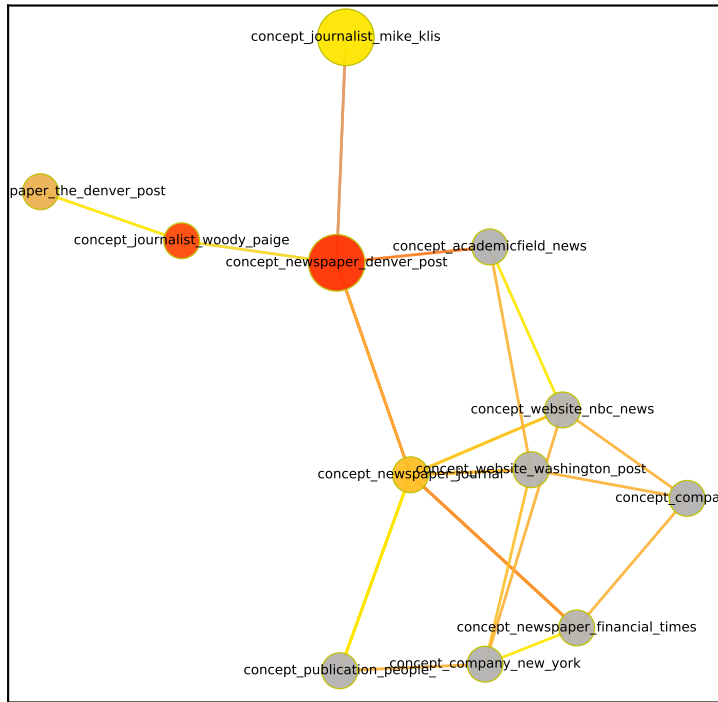 concept_journalist_mike_klis
paper_the_denver_post
concept_journalist_woody_paige
concept_academicfield_news
concept_newspaper_denver_post
concept_website_nbc_news
concept_website_washington_post
concept_newspaper_journal
concept_compa
concept_newspaper_financial_times
concept_company_new_york
concept_publication_people_